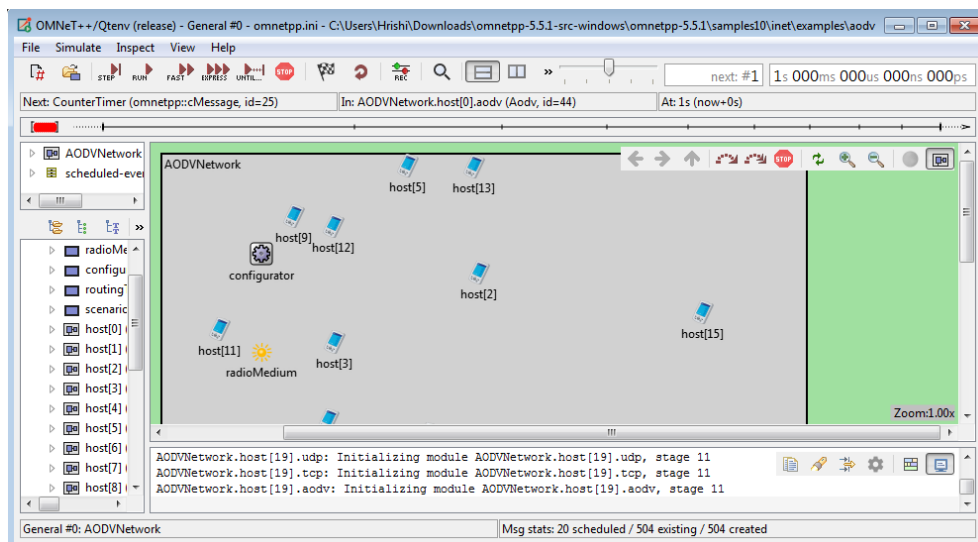 OMNeT++/Qtenv (release) - General #0 - omnetpp.ini - C:\Users\Hrishi\Downloads\omnetpp-5.5.1-src-windows\omnetpp-5.5.1\samples10\inet\examples\aodv
File Simulate Inspect View Help
STEP RUN FAST EXPRESS UNTIL... STOP REC » next: #1 1s 000ms 000us 000ns 000ps
Next: CounterTimer (omnetpp::cMessage, id=25) In: AODVNetwork.host[0].aodv (Aodv, id=44) At: 1s (now+0s)
AODVNetwork
scheduled-eve
»
radioMe
configu
routingT
scenaric
host[0] (
host[1] (
host[2] (
host[3] (
host[4] (
host[5] (
host[6] (
host[7] (
host[8] (
AODVNetwork
STOP
host[5] host[13]
host[9] host[12]
configurator
host[2]
host[15]
host[11] host[3]
radioMedium
Zoom:1.00x
AODVNetwork.host[19].udp: Initializing module AODVNetwork.host[19].udp, stage 11
AODVNetwork.host[19].tcp: Initializing module AODVNetwork.host[19].tcp, stage 11
AODVNetwork.host[19].aodv: Initializing module AODVNetwork.host[19].aodv, stage 11
General #0: AODVNetwork Msg stats: 20 scheduled / 504 existing / 504 created